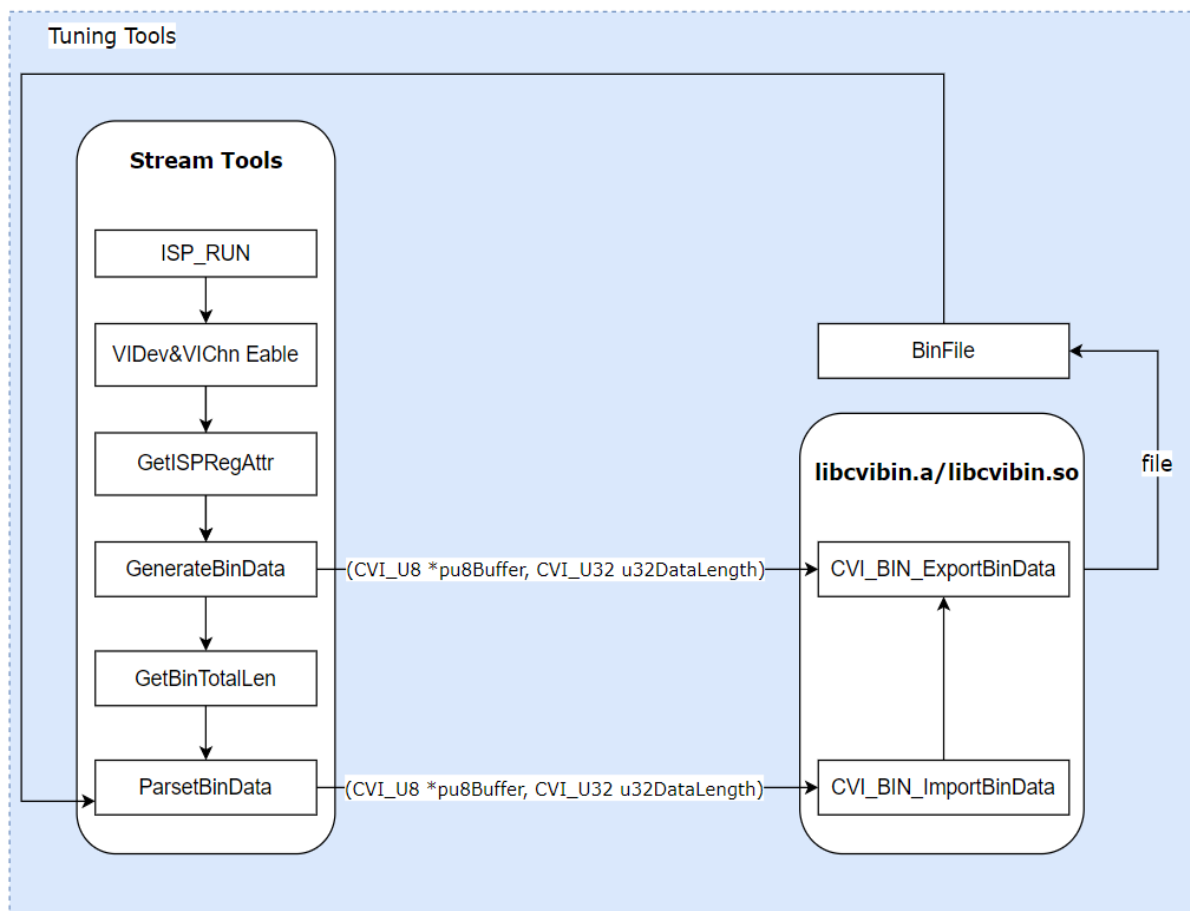 Tuning Tools
Stream Tools
ISP_RUN
VIDev&VIChn Eable
GetISPRegAttr
GenerateBinData
GetBinTotalLen
ParsetBinData
(CVI_U8 *pu8Buffer, CVI_U32 u32DataLength)
(CVI_U8 *pu8Buffer, CVI_U32 u32DataLength)
BinFile
file
libcvibin.a/libcvibin.so
CVI_BIN_ExportBinData
CVI_BIN_ImportBinData